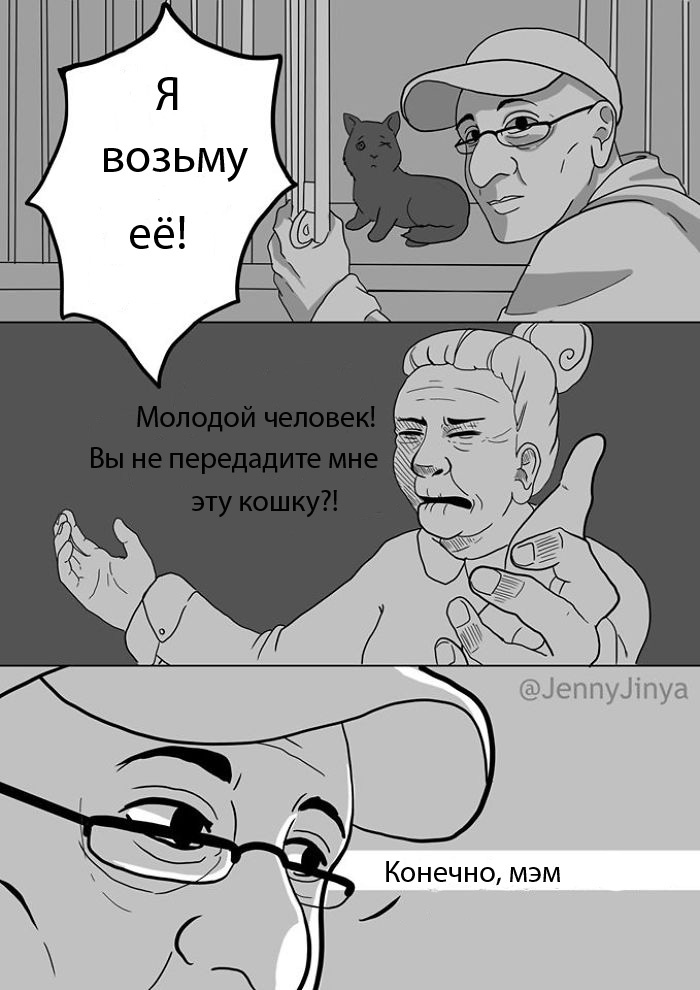 Я
возьму
её!
Молодой человек!
Вы не передадите мне
эту кошку?!
@JennyJinya
Конечно, мэм